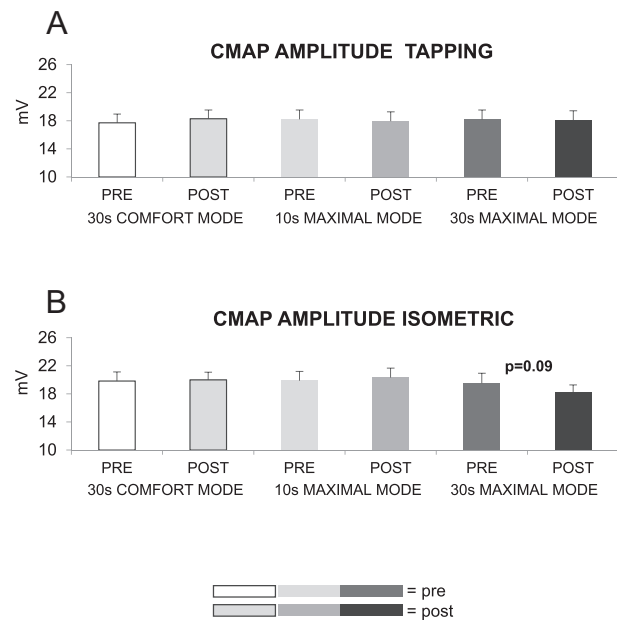 A
CMAP AMPLITUDE TAPPING
26
22
18
14
10
mV
PRE POST PRE POST PRE POST
30s COMFORT MODE 10s MAXIMAL MODE 30s MAXIMAL MODE
B
CMAP AMPLITUDE ISOMETRIC
26
22
18
14
10
mV
p=0.09
PRE POST PRE POST PRE POST
30s COMFORT MODE 10s MAXIMAL MODE 30s MAXIMAL MODE
= pre
= post